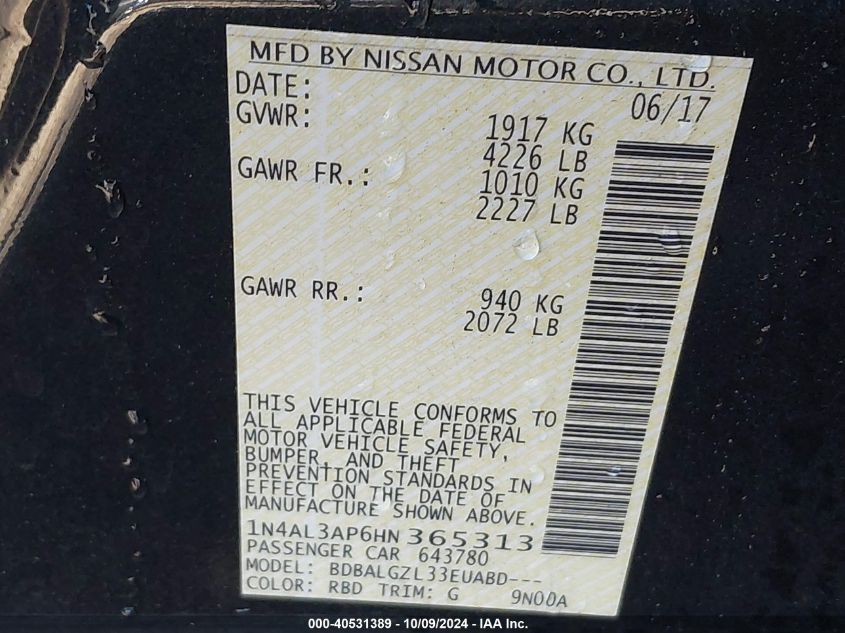 MFD BY NISSAN MOTOR CO., LTD.
DATE: 06/17
GVWR: 1917 KG
4226 LB
GAWR FR.: 1010 KG
2227 LB
GAWR RR.: 940 KG
2072 LB
THIS VEHICLE CONFORMS TO
ALL APPLICABLE FEDERAL
MOTOR VEHICLE SAFETY,
BUMPER, AND THEFT
PREVENTION STANDARDS IN
EFFECT ON THE DATE OF
MANUFACTURE SHOWN ABOVE.
1N4AL3AP6HN365313
PASSENGER CAR 643780
MODEL: BDBALGZL33EUABD---
COLOR: RBD TRIM: G 9N00A
000-40531389 - 10/09/2024 - IAA Inc.